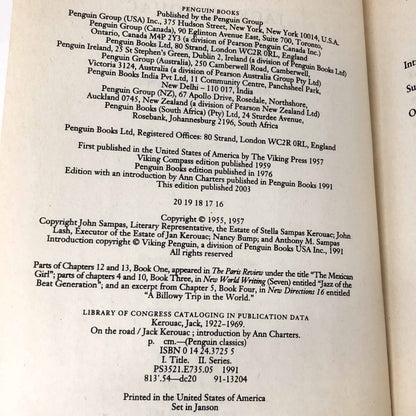 PENGUIN BOOKS
Published by the Penguin Group
Penguin Group (USA) Inc., 375 Hudson Street, New York, New York 10014, U.S.A.
Penguin Group (Canada), 90 Eglinton Avenue East, Suite 700, Toronto,
Ontario, Canada M4P 2Y3 (a division of Pearson Penguin Canada Inc.)
Penguin Books Ltd, 80 Strand, London WC2R 0RL, England
Penguin Ireland, 25 St Stephen's Green, Dublin 2, Ireland (a division of Penguin Books Ltd)
Penguin Group (Australia), 250 Camberwell Road, Camberwell,
Victoria 3124, Australia (a division of Pearson Australia Group Pty Ltd)
Penguin Books India Pvt Ltd, 11 Community Centre, Panchsheel Park,
New Delhi – 110 017, India
Penguin Group (NZ), 67 Apollo Drive, Rosedale, Northshore,
Auckland 0745, New Zealand (a division of Pearson New Zealand Ltd)
Penguin Books (South Africa) (Pty) Ltd, 24 Sturdee Avenue,
Rosebank, Johannesburg 2196, South Africa
Penguin Books Ltd, Registered Offices: 80 Strand, London WC2R 0RL, England
First published in the United States of America by The Viking Press 1957
Viking Compass edition published 1959
Penguin Books edition published in 1976
Edition with an introduction by Ann Charters published in Penguin Books 1991
This edition published 2003
20 19 18 17 16
Copyright © 1955, 1957
Copyright John Sampas, Literary Representative, the Estate of Stella Sampas Kerouac; John
Lash, Executor of the Estate of Jan Kerouac; Nancy Bump; and Anthony M. Sampas
Introduction copyright © Viking Penguin, a division of Penguin Books USA Inc., 1991
All rights reserved
Parts of Chapters 12 and 13, Book One, appeared in The Paris Review under the title "The Mexican
Girl"; parts of chapters 4 and 10, Book Three, in New World Writing (Seven) entitled "Jazz of the
Beat Generation"; and an excerpt from Chapter 5, Book Four, in New Directions 16 entitled
"A Billowy Trip in the World."
LIBRARY OF CONGRESS CATALOGING IN PUBLICATION DATA
Kerouac, Jack, 1922–1969.
On the road / Jack Kerouac ; introduction by Ann Charters.
p. cm.—(Penguin classics)
ISBN 0 14 24.3725 5
I. Title. II. Series.
PS3521.E735.O5 1991
813'.54—dc20 91-13204
Printed in the United States of America
Set in Janson
Int
Su
O